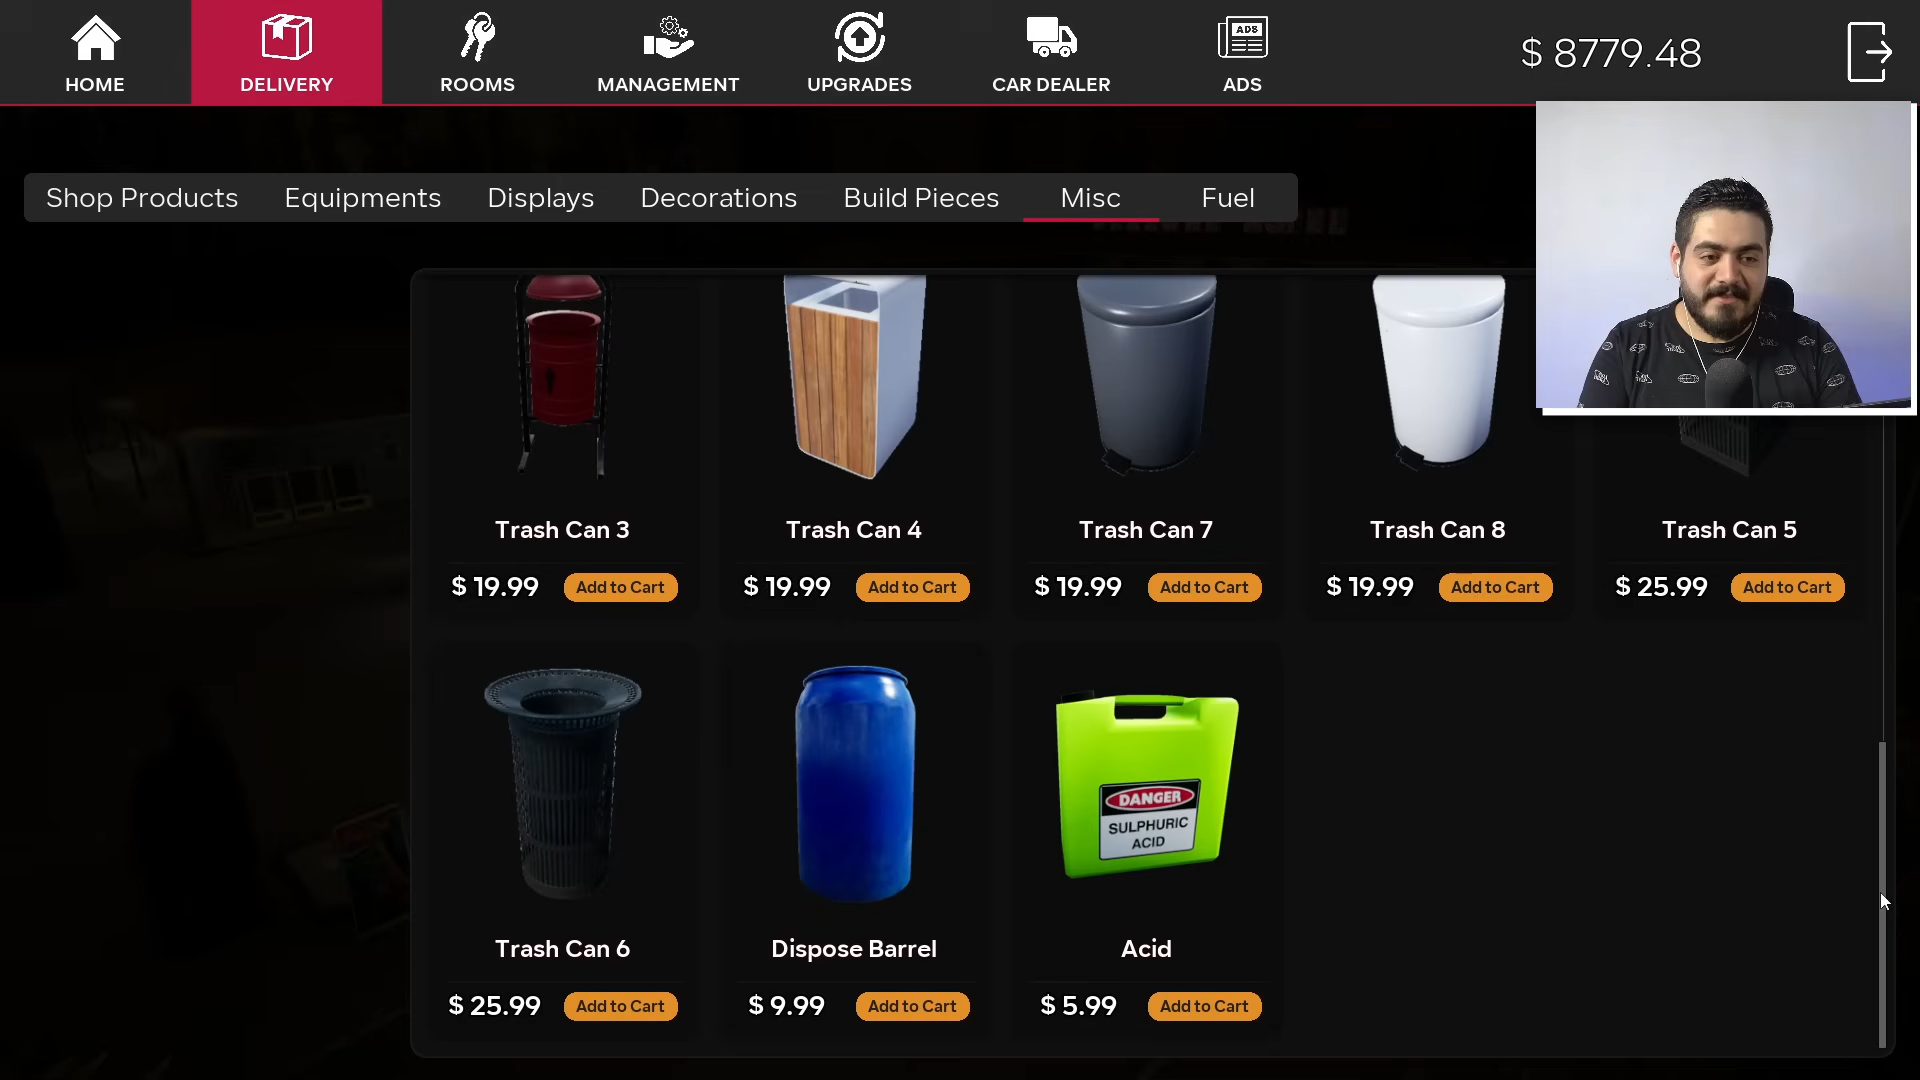 HOME
DELIVERY
ROOMS
MANAGEMENT
UPGRADES
CAR DEALER
ADS
ADS
$ 8779.48
Shop Products
Equipments
Displays
Decorations
Build Pieces
Misc
Fuel
Trash Can 3
Trash Can 4
Trash Can 7
Trash Can 8
Trash Can 5
$ 19.99 Add to Cart
$ 19.99 Add to Cart
$ 19.99 Add to Cart
$ 19.99 Add to Cart
$ 25.99 Add to Cart
DANGER
SULPHURIC
ACID
Trash Can 6
Dispose Barrel
Acid
$ 25.99 Add to Cart
$ 9.99 Add to Cart
$ 5.99 Add to Cart